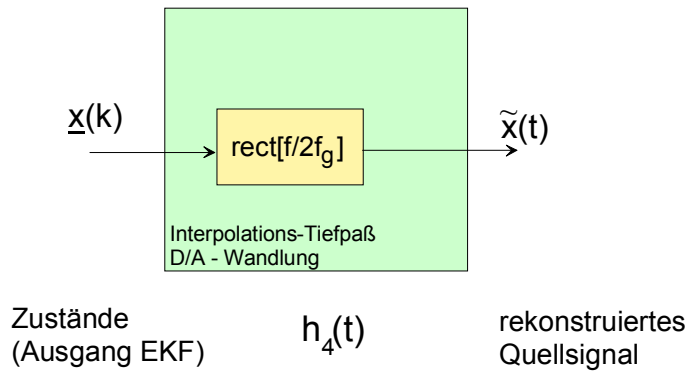 x(k)
rect[f/2fg]
x̃(t)
Interpolations-Tiefpaß
D/A - Wandlung
Zustände
(Ausgang EKF)
h4(t)
rekonstruiertes
Quellsignal